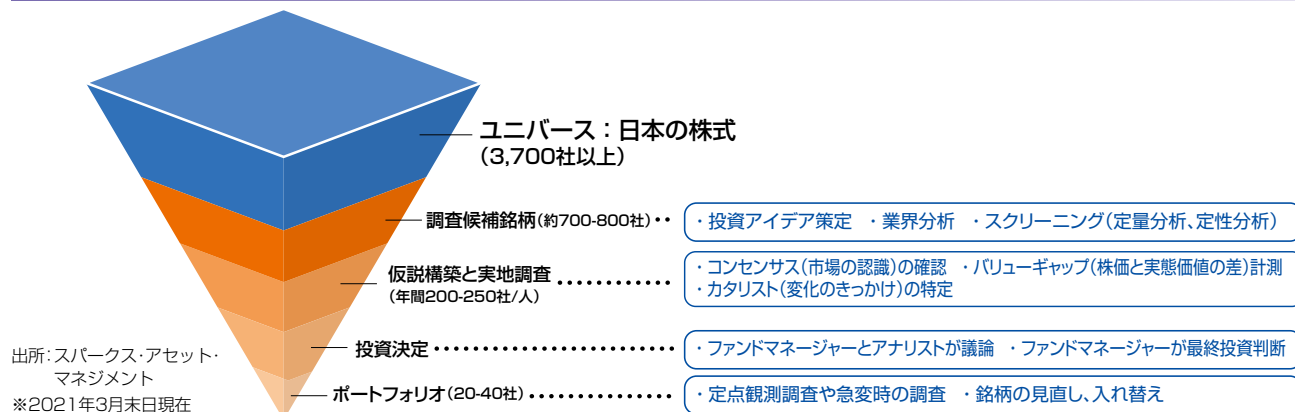 ユニバース：日本の株式
（3,700社以上）
調査候補銘柄（約700-800社）‥
・投資アイデア策定 ・業界分析 ・スクリーニング（定量分析、定性分析）
仮説構築と実地調査…………
（年間200-250社/人）
・コンセンサス（市場の認識）の確認 ・バリューギャップ（株価と実態価値の差）計測
・カタリスト（変化のきっかけ）の特定
投資決定……………………
・ファンドマネージャーとアナリストが議論 ・ファンドマネージャーが最終投資判断
ポートフォリオ（20-40社）……………
・定点観測調査や急変時の調査 ・銘柄の見直し、入れ替え
出所：スパークス・アセット・
マネジメント
※2021年3月末日現在